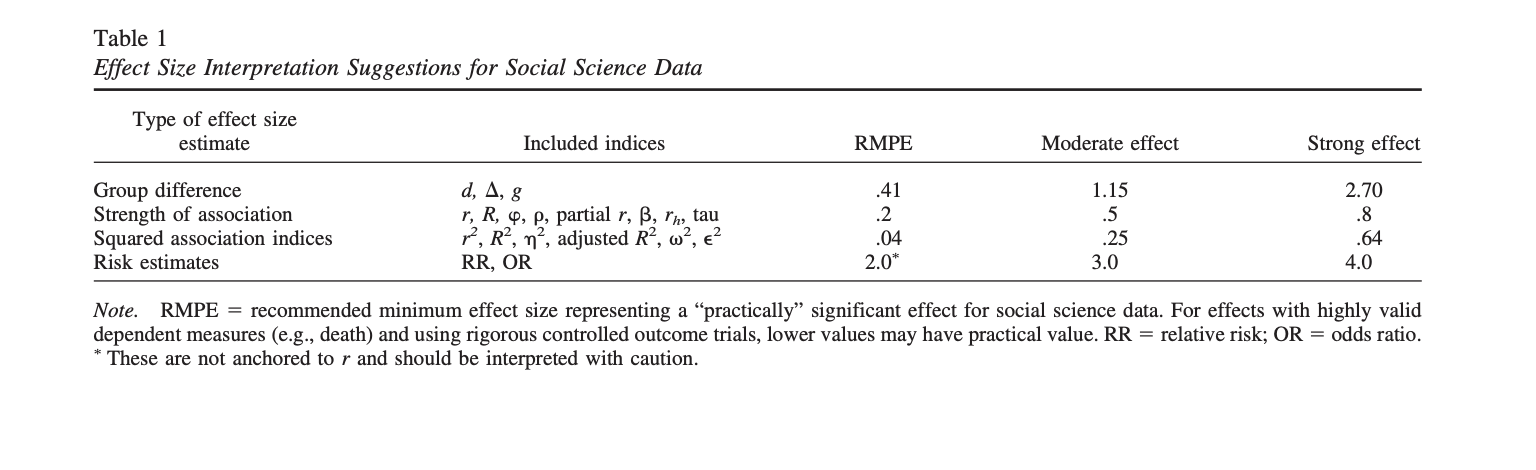 Table 1
Effect Size Interpretation Suggestions for Social Science Data
Type of effect size
estimate Included indices RMPE Moderate effect Strong effect
Group difference d, Δ, g .41 1.15 2.70
Strength of association r, R, φ, ρ, partial r, β, rₕ, tau .2 .5 .8
Squared association indices r², R², η², adjusted R², ω², ϵ² .04 .25 .64
Risk estimates RR, OR 2.0* 3.0 4.0
Note. RMPE = recommended minimum effect size representing a “practically” significant effect for social science data. For effects with highly valid
dependent measures (e.g., death) and using rigorous controlled outcome trials, lower values may have practical value. RR = relative risk; OR = odds ratio.
* These are not anchored to r and should be interpreted with caution.